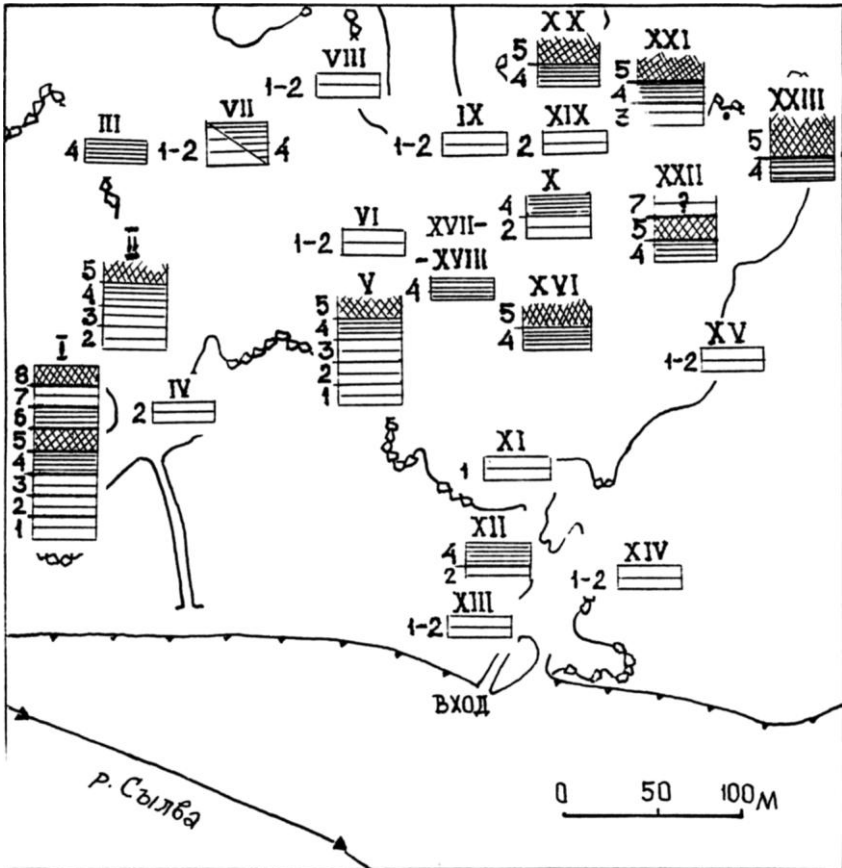 XX
5
4
XXI
5
4
3
XXIII
5
4
VIII
1-2
III
4
VII
1-2
4
IX
1-2
XIX
2
X
4
2
XXII
7 ?
5
4
VI
1-2
XVII-
-XVIII
4
II
5
4
3
2
V
5
4
3
2
1
XVI
5
4
XV
1-2
I
8
7
6
5
4
3
2
1
IV
2
XI
1
XII
4
2
XIV
1-2
XIII
1-2
ВХОД
р. Сылва
0 50 100м